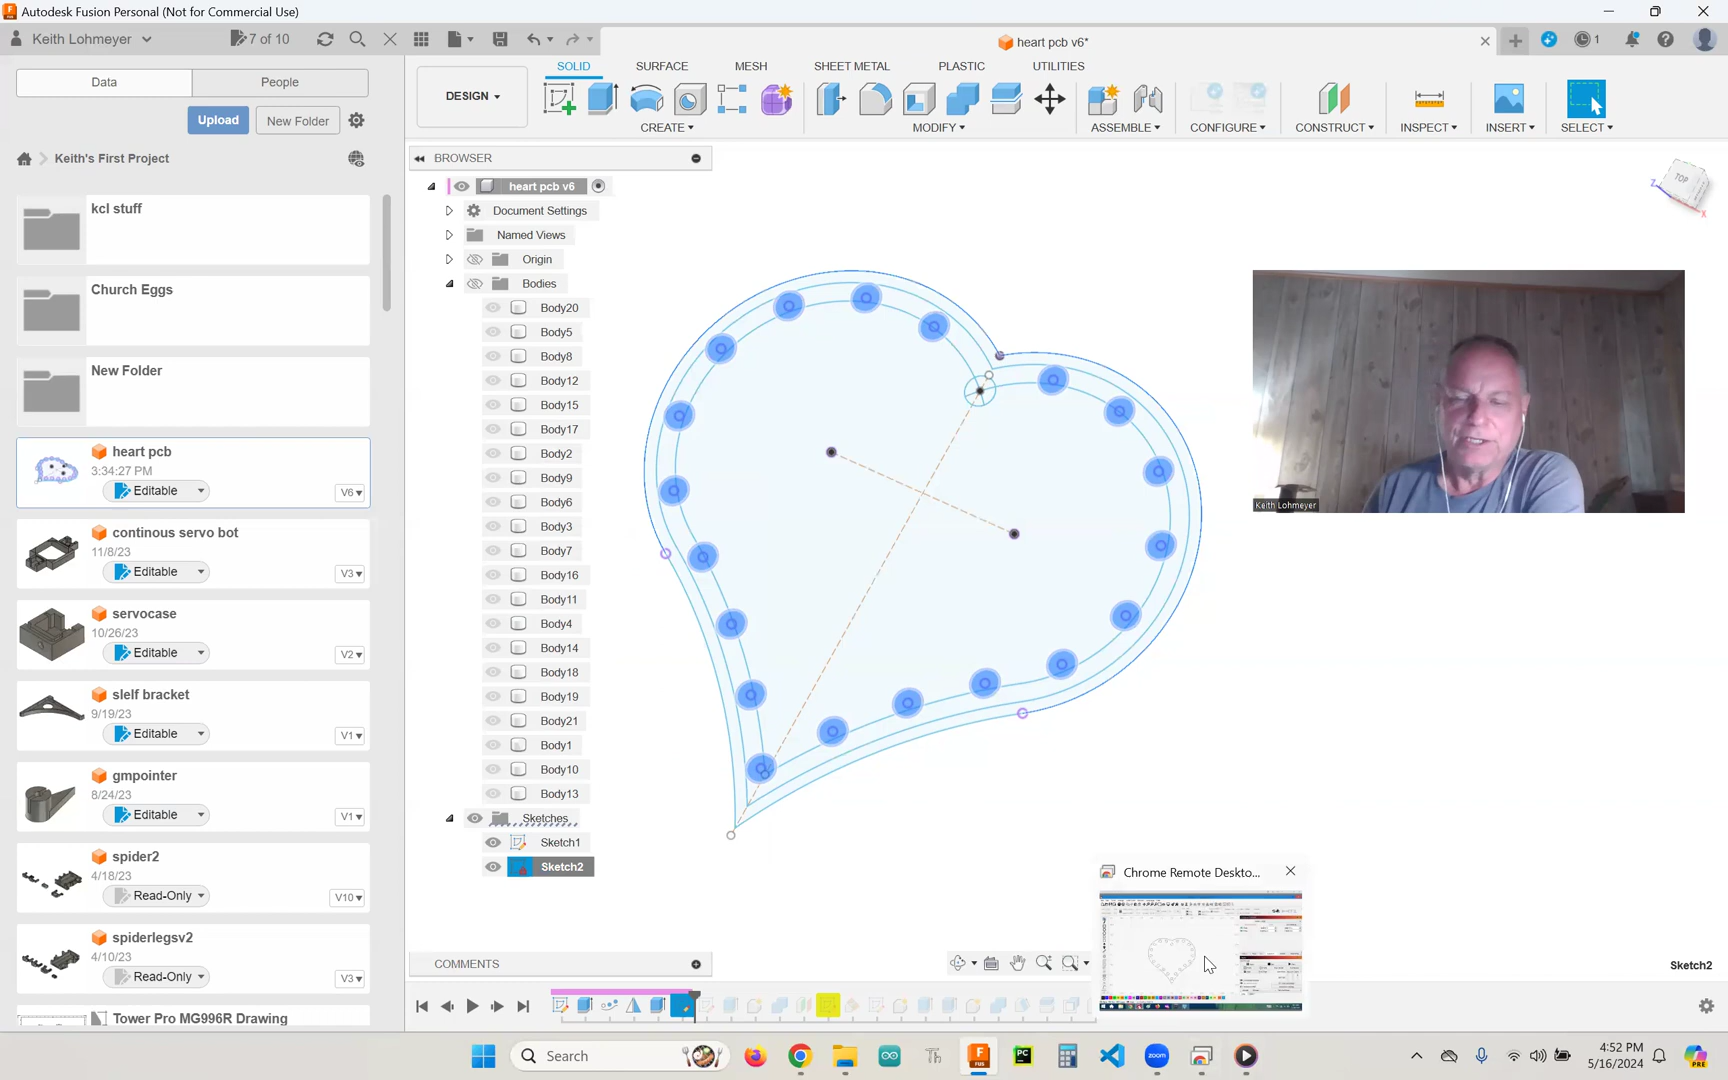 Autodesk Fusion Personal (Not for Commercial Use)
Keith Lohmeyer
7 of 10
heart pcb v6*
1
Data
People
Upload
New Folder
Keith's First Project
kcl stuff
Church Eggs
New Folder
heart pcb
3:34:27 PM
Editable
V6
continous servo bot
11/8/23
Editable
V3
servocase
10/26/23
Editable
V2
slelf bracket
9/19/23
Editable
V1
gmpointer
8/24/23
Editable
V1
spider2
4/18/23
Read-Only
V10
spiderlegsv2
4/10/23
Read-Only
V3
Tower Pro MG996R Drawing
DESIGN
SOLID
SURFACE
MESH
SHEET METAL
PLASTIC
UTILITIES
CREATE
MODIFY
ASSEMBLE
CONFIGURE
CONSTRUCT
INSPECT
INSERT
SELECT
BROWSER
heart pcb v6
Document Settings
Named Views
Origin
Bodies
Body20
Body5
Body8
Body12
Body15
Body17
Body2
Body9
Body6
Body3
Body7
Body16
Body11
Body4
Body14
Body18
Body19
Body21
Body1
Body10
Body13
Sketches
Sketch1
Sketch2
TOP
Z
X
Keith Lohmeyer
Chrome Remote Deskto...
COMMENTS
Sketch2
Search
Th
FUS
PC
zoom
4:52 PM
5/16/2024
PRE